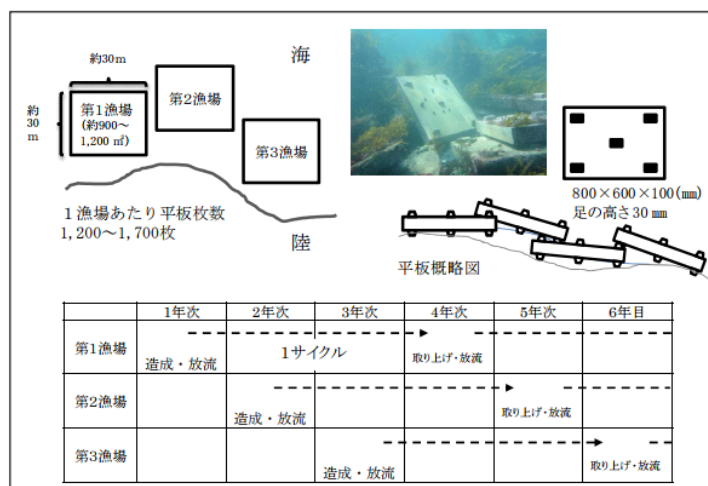 約30m
海
約30m
第1漁場
(約900～
1,200 ㎡)
第2漁場
第3漁場
1漁場あたり平板枚数
1,200～1,700枚
陸
800×600×100(mm)
足の高さ30 mm
平板概略図
1年次 2年次 3年次 4年次 5年次 6年目
第1漁場 造成・放流 1サイクル 取り上げ・放流
第2漁場 造成・放流 取り上げ・放流
第3漁場 造成・放流 取り上げ・放流